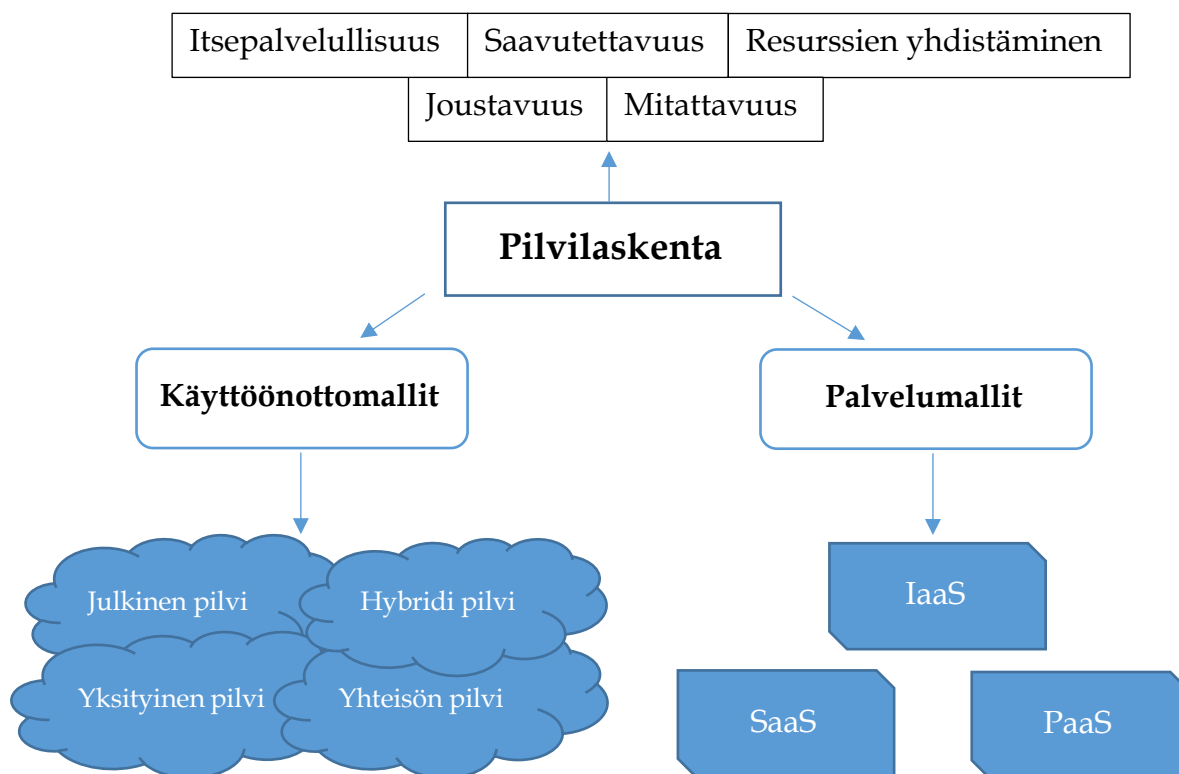 Itsepalvelullisuus
Saavutettavuus
Resurssien yhdistäminen
Joustavuus
Mitattavuus
Pilvilaskenta
Käyttöönottomallit
Palvelumallit
Julkinen pilvi
Hybridi pilvi
Yksityinen pilvi
Yhteisön pilvi
IaaS
SaaS
PaaS